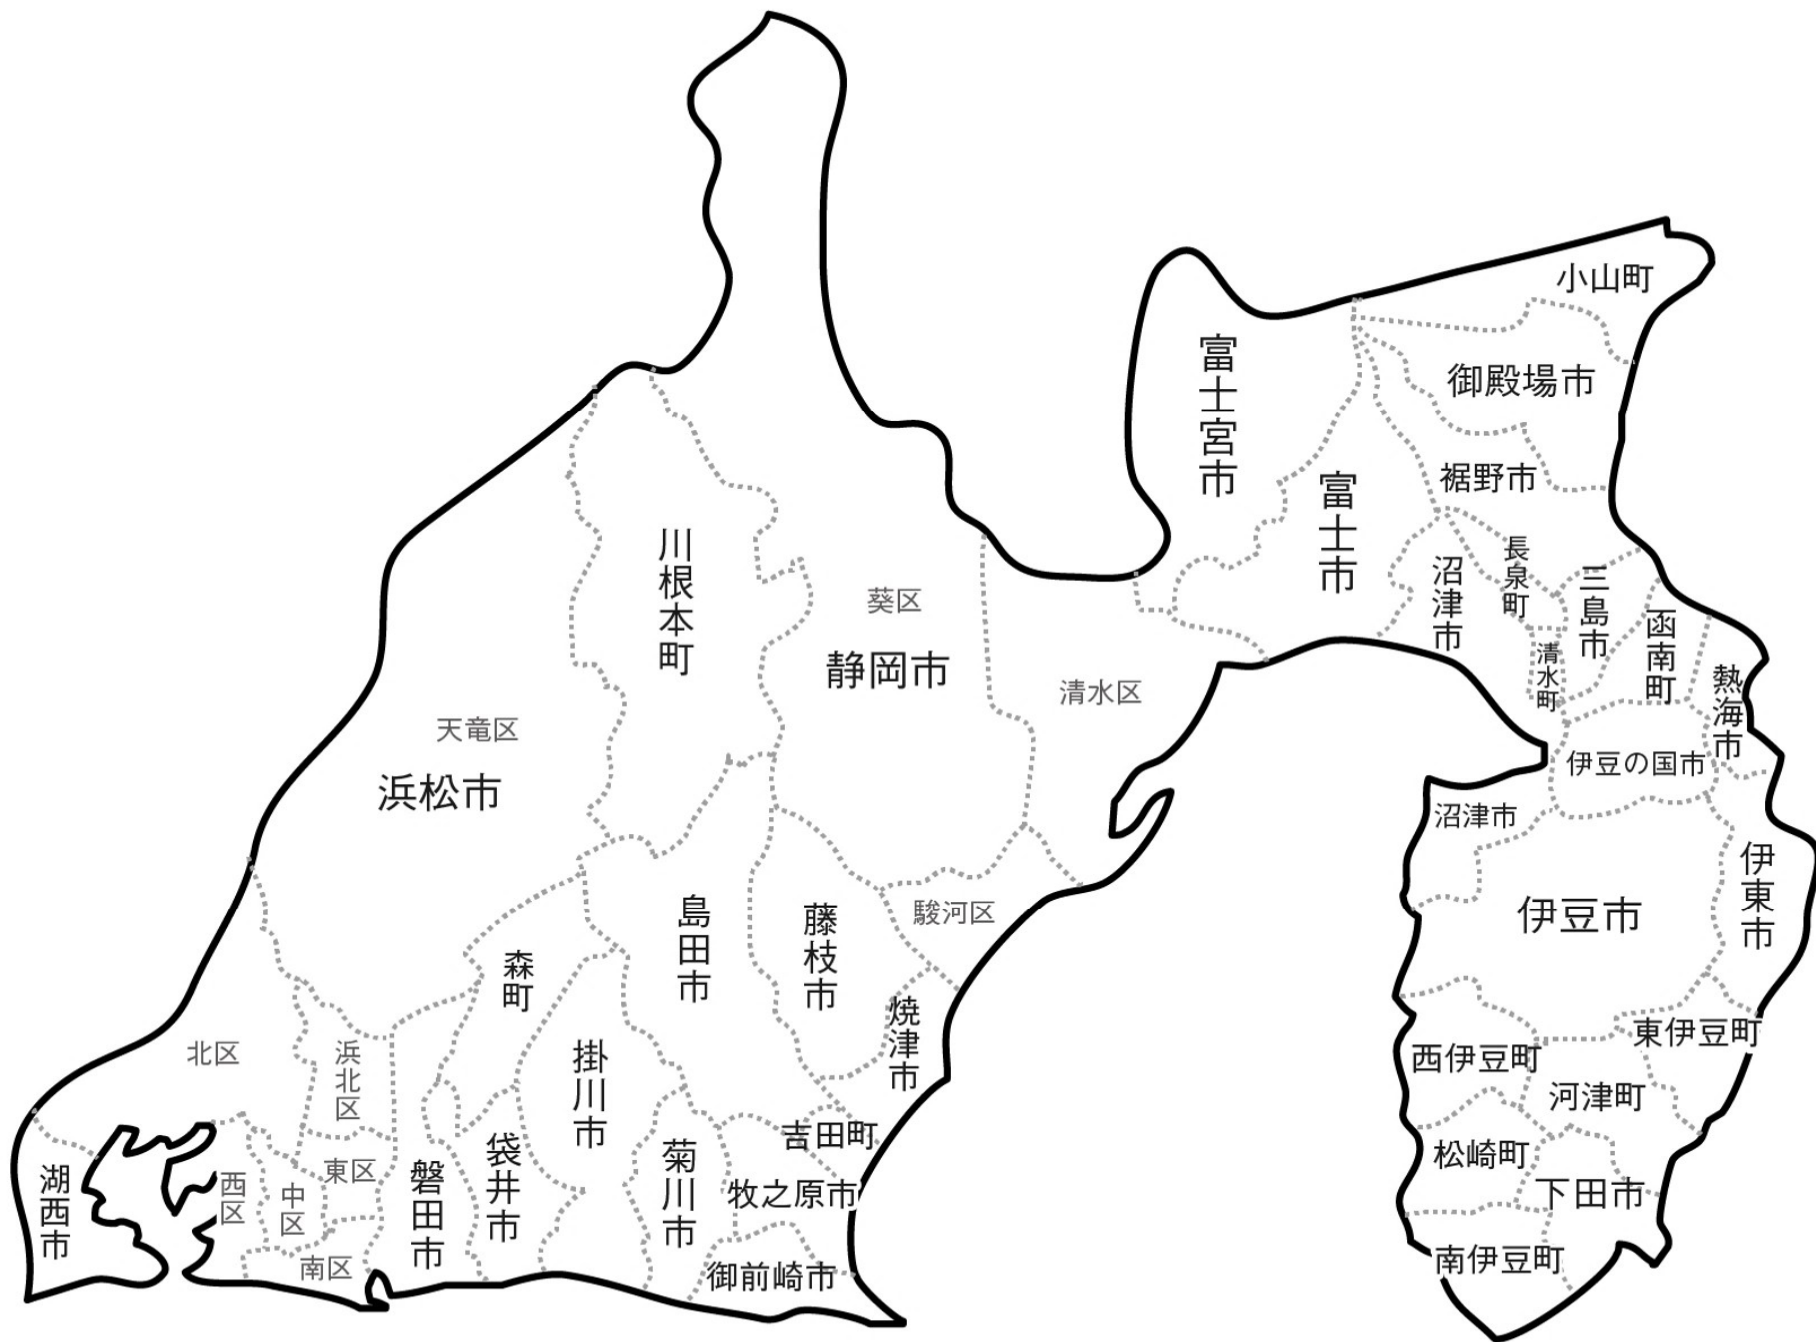 小山町
富士宮市
御殿場市
裾野市
富士市
長泉町
沼津市
三島市
函南町
清水町
熱海市
伊豆の国市
川根本町
葵区
静岡市
清水区
天竜区
浜松市
沼津市
伊東市
伊豆市
島田市
藤枝市
駿河区
森町
焼津市
東伊豆町
西伊豆町
河津町
北区
浜北区
掛川市
吉田町
松崎町
湖西市
西区
中区
東区
磐田市
袋井市
菊川市
牧之原市
下田市
南区
御前崎市
南伊豆町